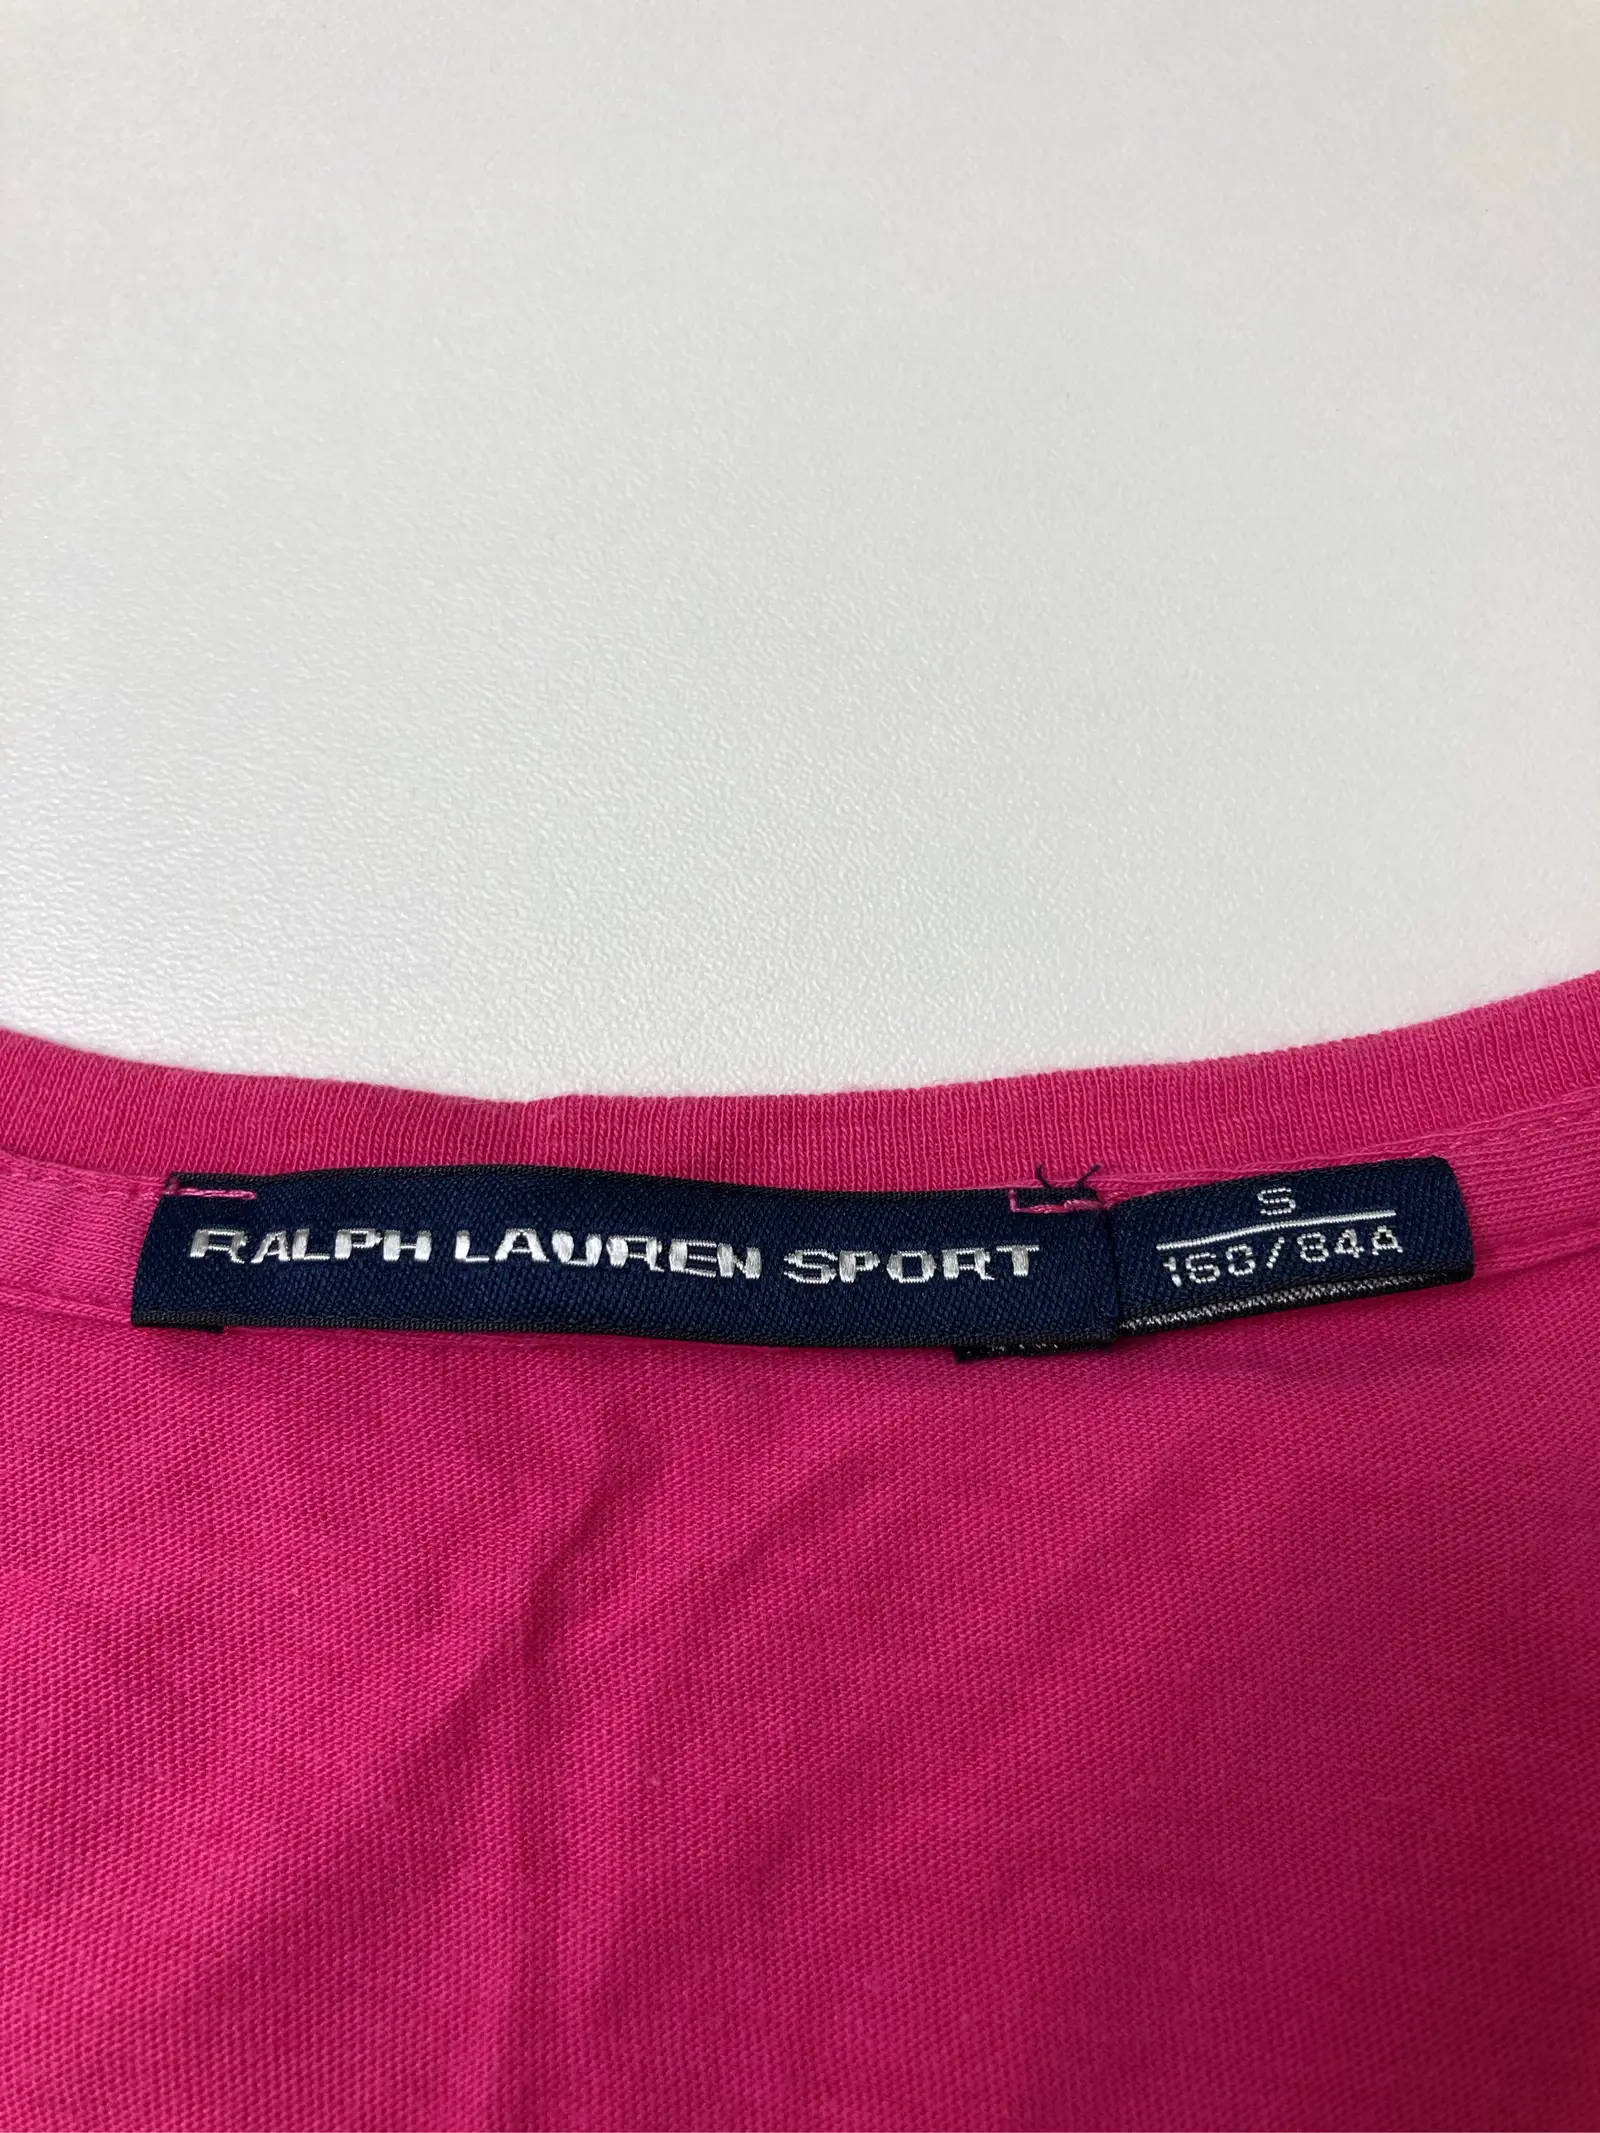 RALPH LAUREN SPORT
S
160/84A